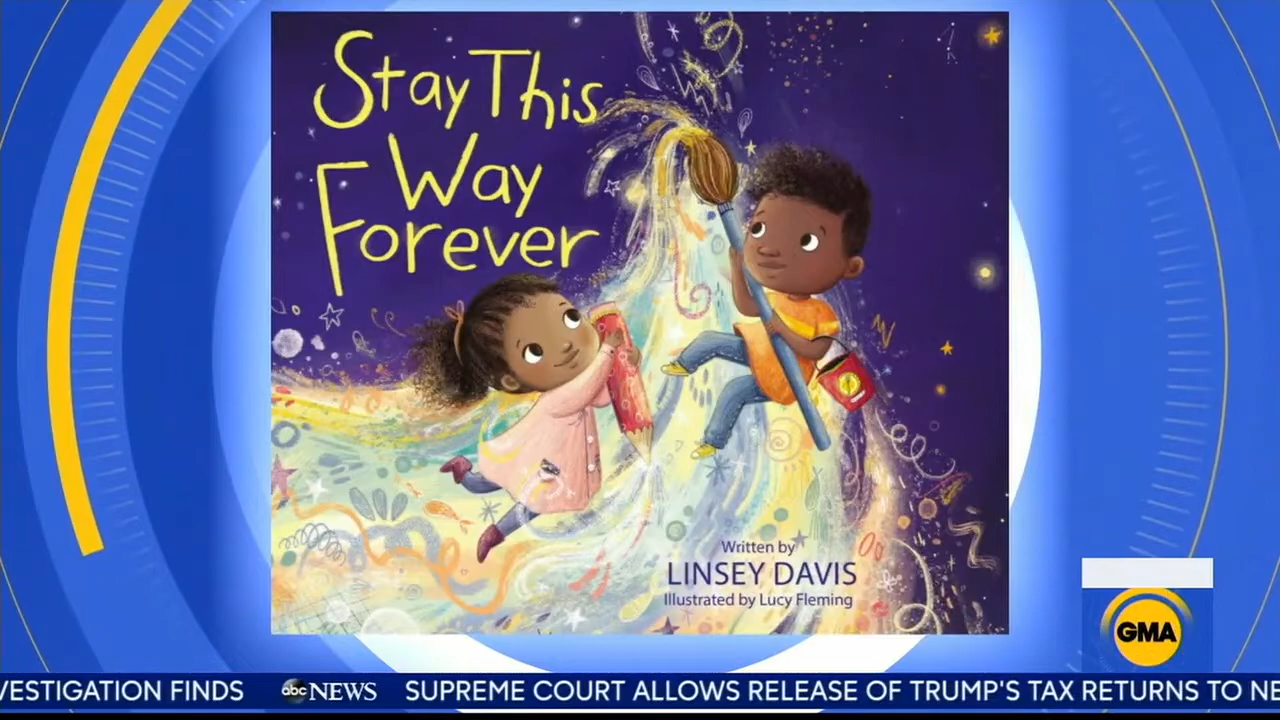 Stay This
Way
Forever
Written by
LINSEY DAVIS
Illustrated by Lucy Fleming
GMA
VESTIGATION FINDS abc NEWS SUPREME COURT ALLOWS RELEASE OF TRUMP'S TAX RETURNS TO NE